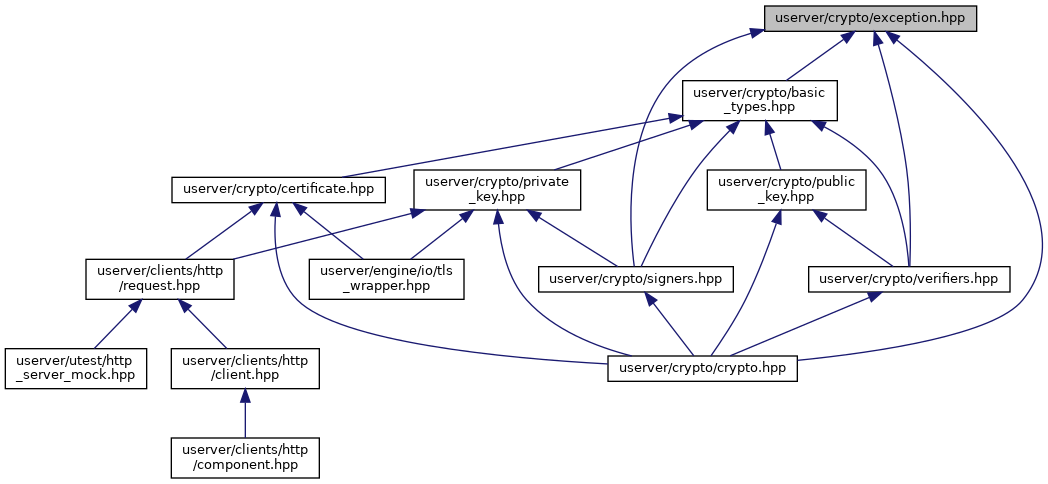 userver/crypto/exception.hpp
userver/crypto/basic
_types.hpp
userver/crypto/certificate.hpp
userver/crypto/private
_key.hpp
userver/crypto/public
_key.hpp
userver/clients/http
/request.hpp
userver/engine/io/tls
_wrapper.hpp
userver/crypto/signers.hpp
userver/crypto/verifiers.hpp
userver/utest/http
_server_mock.hpp
userver/clients/http
/client.hpp
userver/crypto/crypto.hpp
userver/clients/http
/component.hpp